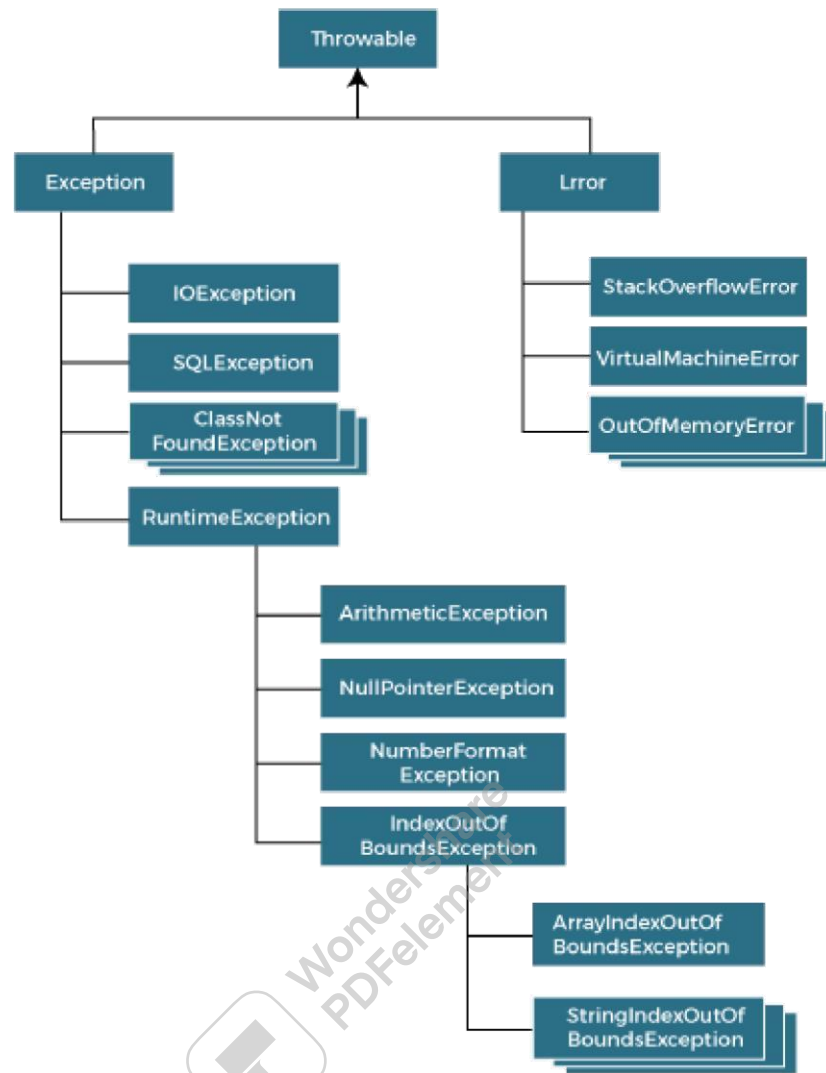 Throwable
Exception
Lrror
IOException
StackOverflowError
SQLException
VirtualMachineError
ClassNot
FoundException
OutOfMemoryError
RuntimeException
ArithmeticException
NullPointerException
NumberFormat
Exception
IndexOutOf
BoundsException
ArrayIndexOutOf
BoundsException
StringIndexOutOf
BoundsException
Wondershare
PDFelement